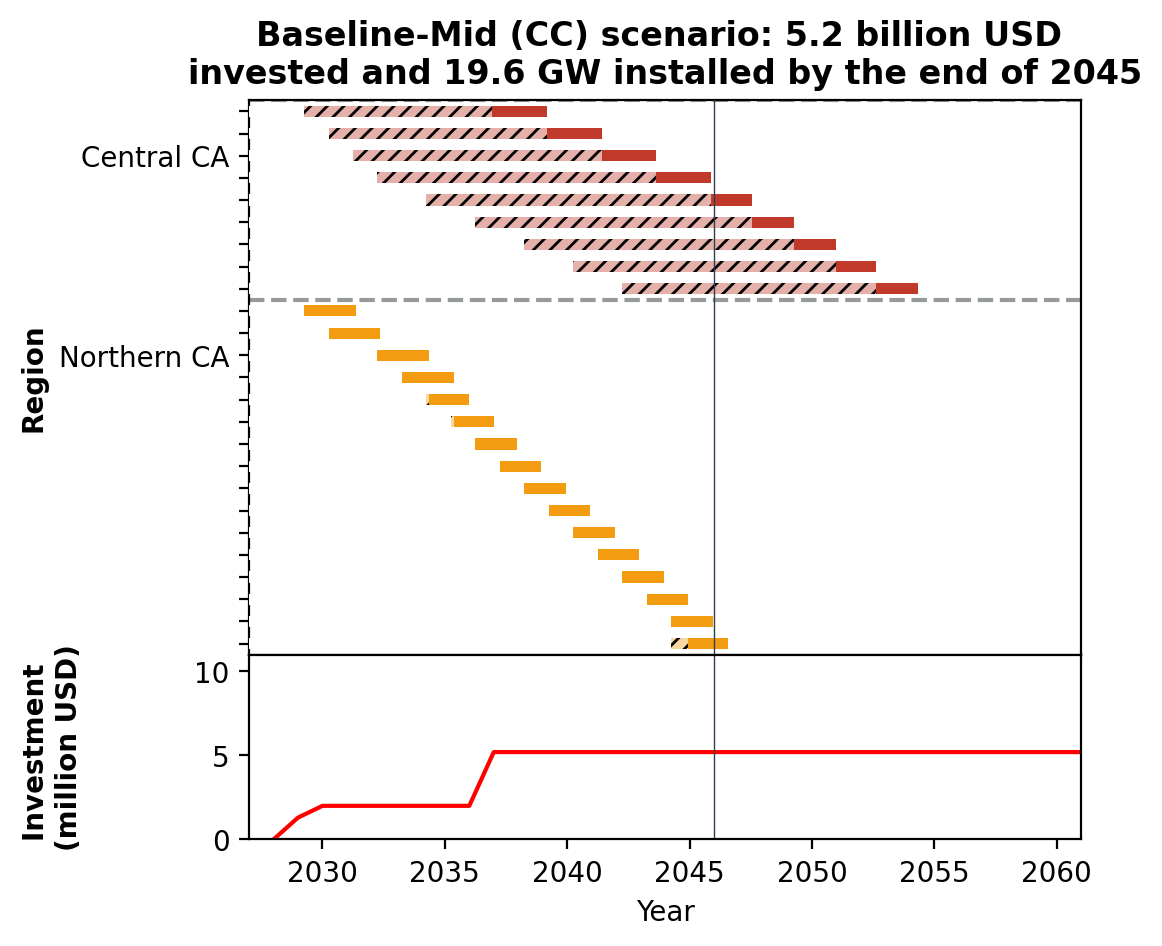 Baseline-Mid (CC) scenario: 5.2 billion USD
invested and 19.6 GW installed by the end of 2045
Central CA
Northern CA
Region
10
5
0
Investment
(million USD)
2030 2035 2040 2045 2050 2055 2060
Year